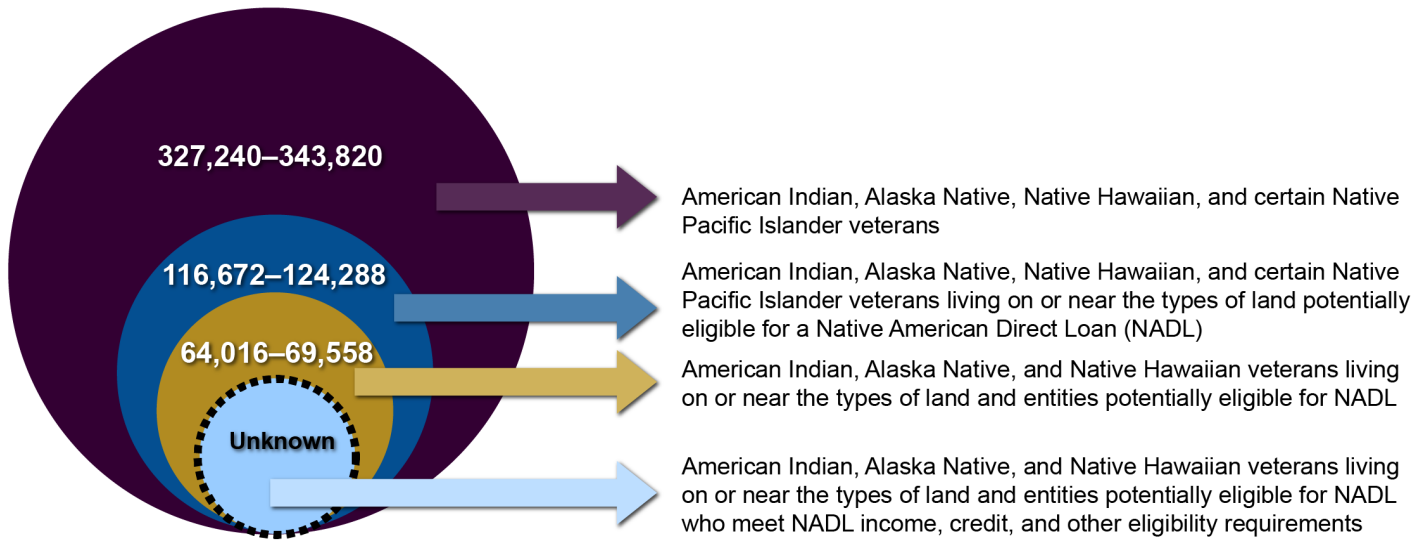 327,240–343,820
American Indian, Alaska Native, Native Hawaiian, and certain Native
Pacific Islander veterans
116,672–124,288
American Indian, Alaska Native, Native Hawaiian, and certain Native
Pacific Islander veterans living on or near the types of land potentially
eligible for a Native American Direct Loan (NADL)
64,016–69,558
American Indian, Alaska Native, and Native Hawaiian veterans living
on or near the types of land and entities potentially eligible for NADL
Unknown
American Indian, Alaska Native, and Native Hawaiian veterans living
on or near the types of land and entities potentially eligible for NADL
who meet NADL income, credit, and other eligibility requirements